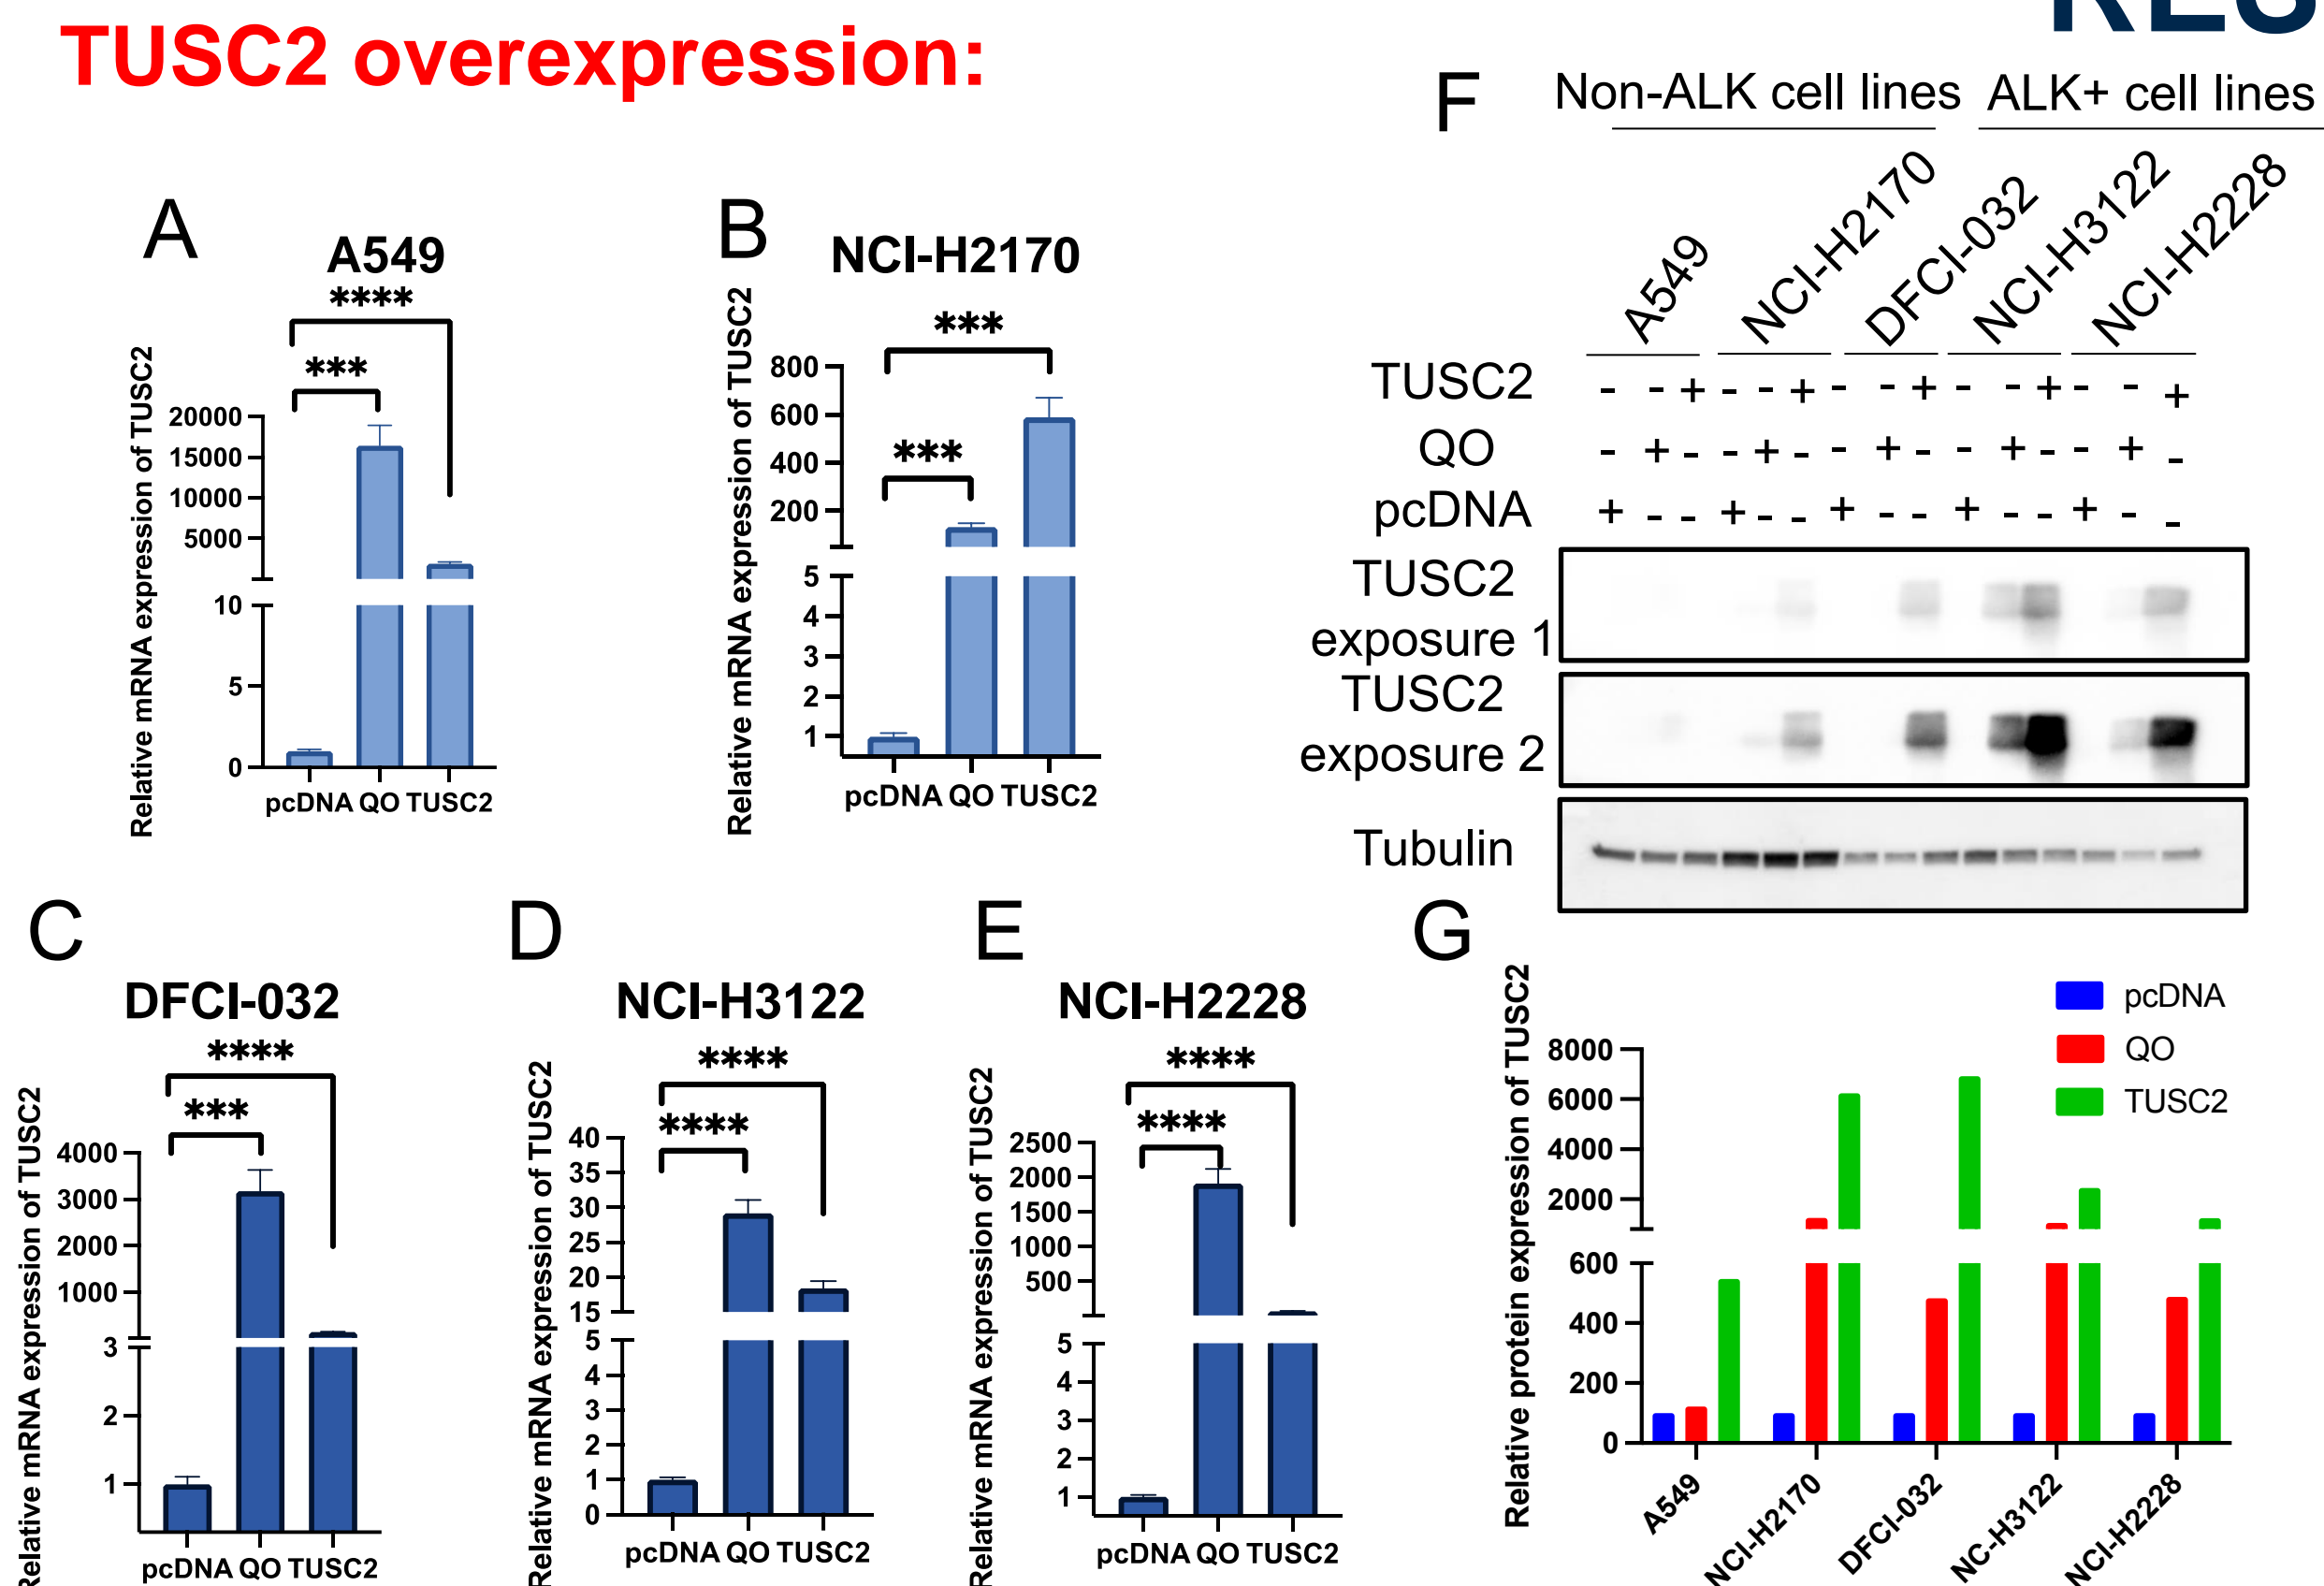 TUSC2 overexpression:
A
A549
****
***
Relative mRNA expression of TUSC2
20000
15000
10000
5000
10
5
0
pcDNA QO TUSC2
B
NCI-H2170
***
***
Relative mRNA expression of TUSC2
800
600
400
200
5
4
3
2
1
pcDNA QO TUSC2
C
DFCI-032
****
***
Relative mRNA expression of TUSC2
4000
3000
2000
1000
3
2
1
pcDNA QO TUSC2
D
NCI-H3122
****
****
Relative mRNA expression of TUSC2
40
35
30
25
20
15
5
4
3
2
1
0
pcDNA QO TUSC2
E
NCI-H2228
****
****
Relative mRNA expression of TUSC2
2500
2000
1500
1000
500
5
4
3
2
1
pcDNA QO TUSC2
F
Non-ALK cell lines ALK+ cell lines
A549 NCI-H2170 DFCI-032 NCI-H3122 NCI-H2228
TUSC2 - - + - - + - - + - - + - - +
QO - + - - + - - + - - + - - + -
pcDNA + - - + - - + - - + - - + - -
TUSC2
exposure 1
TUSC2
exposure 2
Tubulin
G
Relative protein expression of TUSC2
8000
6000
4000
2000
600
400
200
0
pcDNA
QO
TUSC2
A549 NCI-H2170 DFCI-032 NC-H3122 NCI-H2228